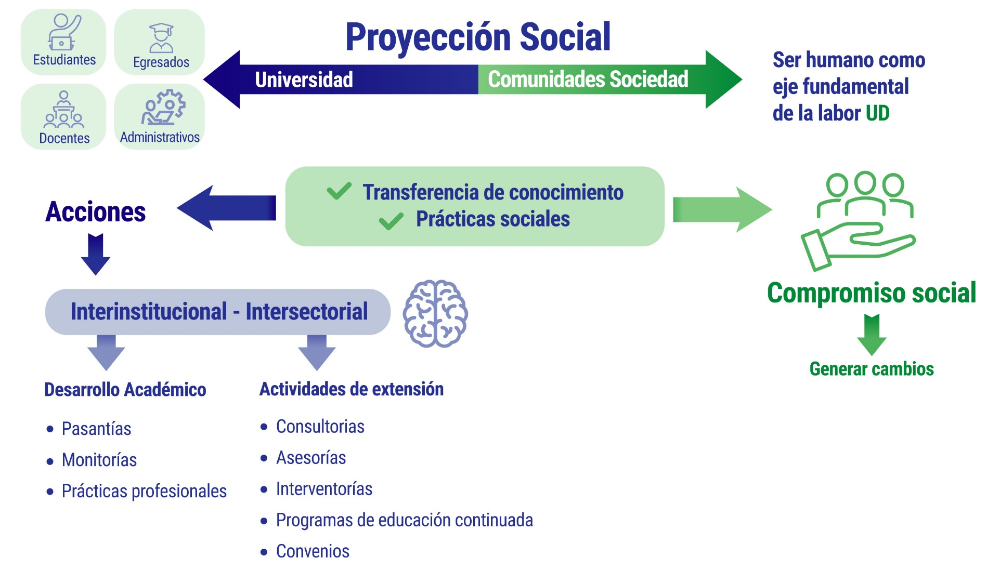 Proyección Social
Estudiantes
Egresados
Docentes
Administrativos
Universidad
Comunidades Sociedad
Ser humano como
eje fundamental
de la labor UD
Transferencia de conocimiento
Prácticas sociales
Acciones
Interinstitucional - Intersectorial
Desarrollo Académico
Pasantías
Monitorías
Prácticas profesionales
Actividades de extensión
Consultorias
Asesorías
Interventorías
Programas de educación continuada
Convenios
Compromiso social
Generar cambios